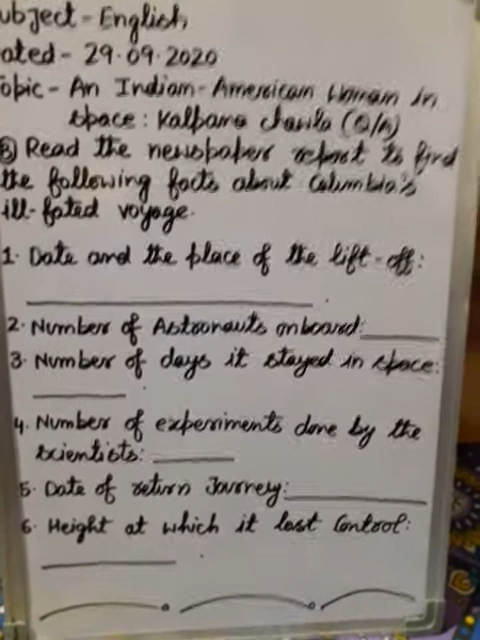 ubject - English
ated - 29.09.2020
opic - An Indian-American Woman in
space: Kalpana Chawla (Q/A)
B) Read the newspaper report to find
the following facts about Columbia's
ill-fated voyage.
1. Date and the place of the lift-off:
2. Number of Astronauts onboard:
3. Number of days it stayed in space:
4. Number of experiments done by the
scientists:
5. Date of return Jourrey:
6. Height at which it lost Control: